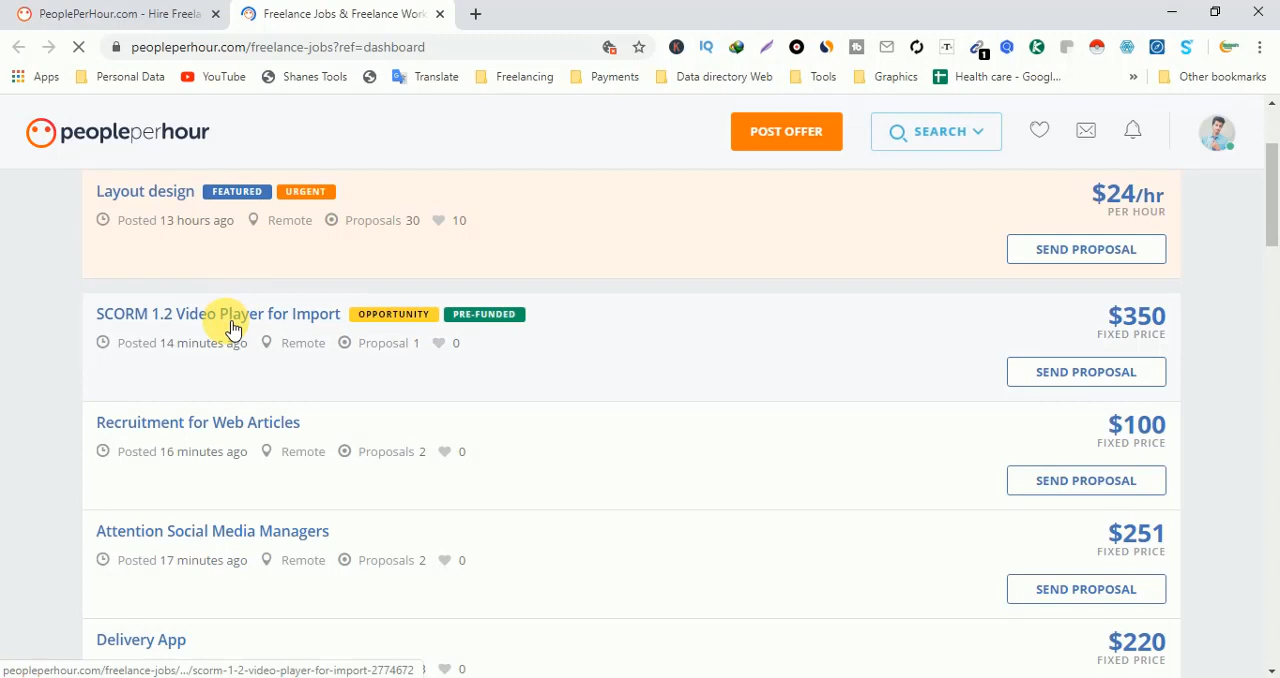 PeoplePerHour.com - Hire Freela
Freelance Jobs & Freelance Work
peopleperhour.com/freelance-jobs?ref=dashboard
Apps
Personal Data
YouTube
Shanes Tools
Translate
Freelancing
Payments
Data directory Web
Tools
Graphics
Health care - Googl...
»
Other bookmarks
peopleperhour
POST OFFER
SEARCH
Layout design FEATURED URGENT
$24/hr
PER HOUR
Posted 13 hours ago Remote Proposals 30 10
SEND PROPOSAL
SCORM 1.2 Video Player for Import OPPORTUNITY PRE-FUNDED
$350
FIXED PRICE
Posted 14 minutes ago Remote Proposal 1 0
SEND PROPOSAL
Recruitment for Web Articles
$100
FIXED PRICE
Posted 16 minutes ago Remote Proposals 2 0
SEND PROPOSAL
Attention Social Media Managers
$251
FIXED PRICE
Posted 17 minutes ago Remote Proposals 2 0
SEND PROPOSAL
Delivery App
$220
FIXED PRICE
peopleperhour.com/freelance-jobs/.../scorm-1-2-video-player-for-import-2774672
0